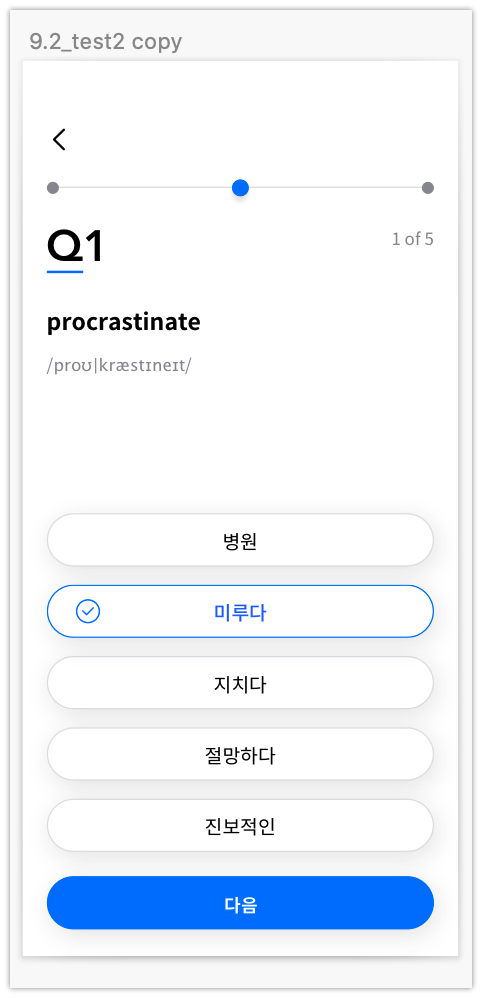 9.2_test2 copy
Q1
1 of 5
procrastinate
/proʊ|kræstɪneɪt/
병원
미루다
지치다
절망하다
진보적인
다음